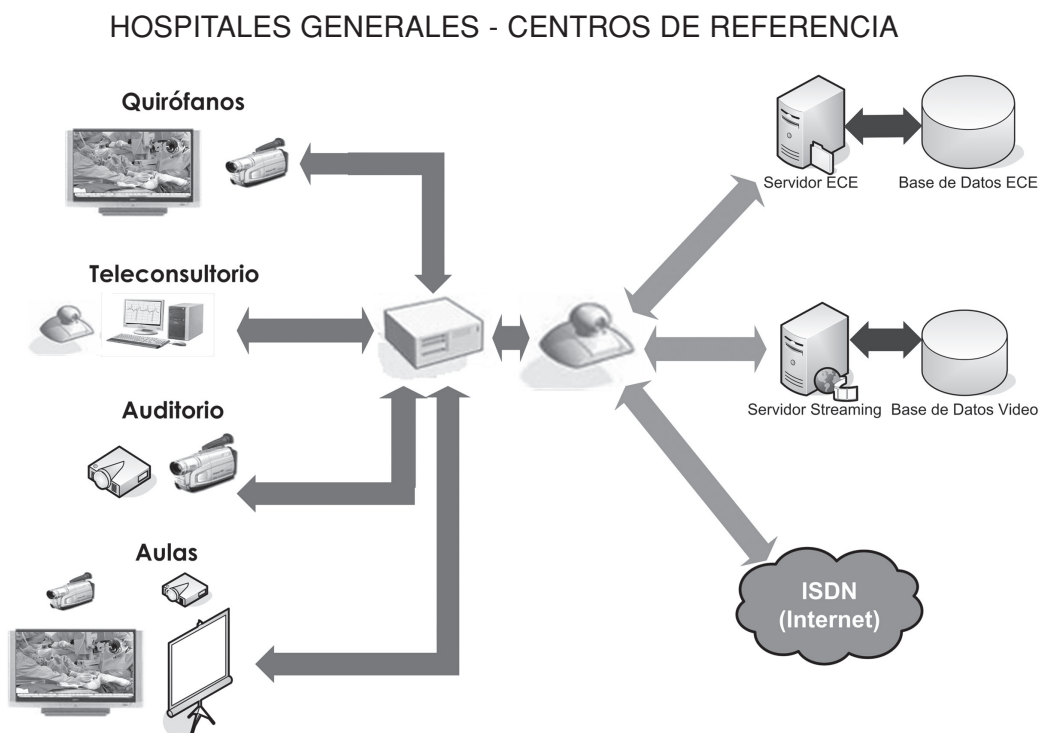 HOSPITALES GENERALES - CENTROS DE REFERENCIA
Quirófanos
Servidor ECE
Base de Datos ECE
Teleconsultorio
Servidor Streaming
Base de Datos Video
Auditorio
Aulas
ISDN
(Internet)